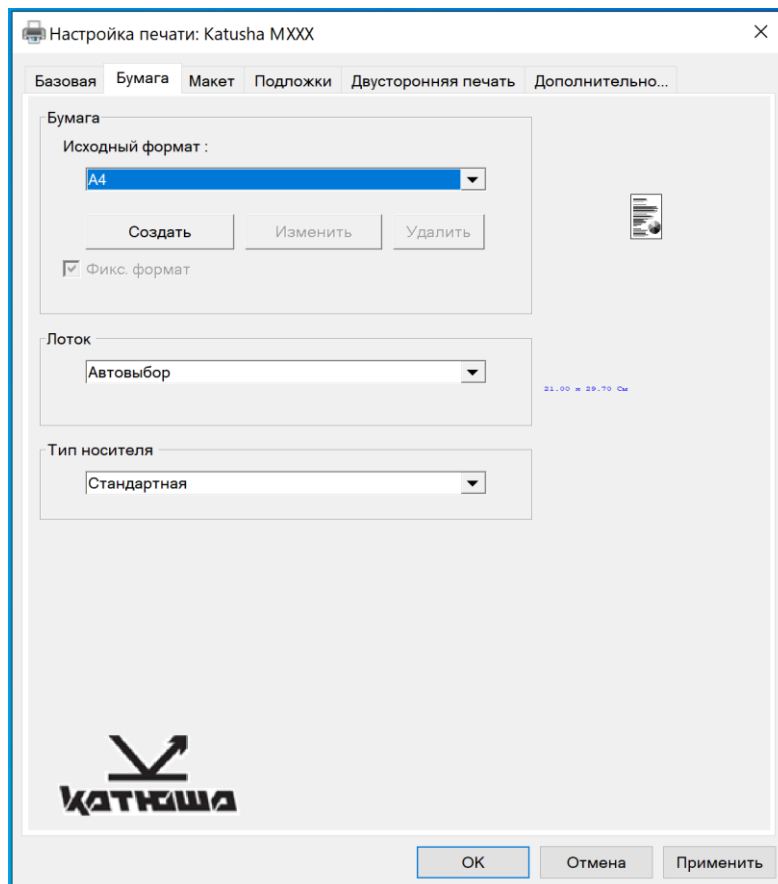 Настройка печати: Katusha MXXX
Базовая Бумага Макет Подложки Двусторонняя печать Дополнительно...
Бумага
Исходный формат :
A4
Создать Изменить Удалить
Фикс. формат
Лоток
Автовыбор
21.00 x 29.70 См
Тип носителя
Стандартная
катюша
OK Отмена Применить